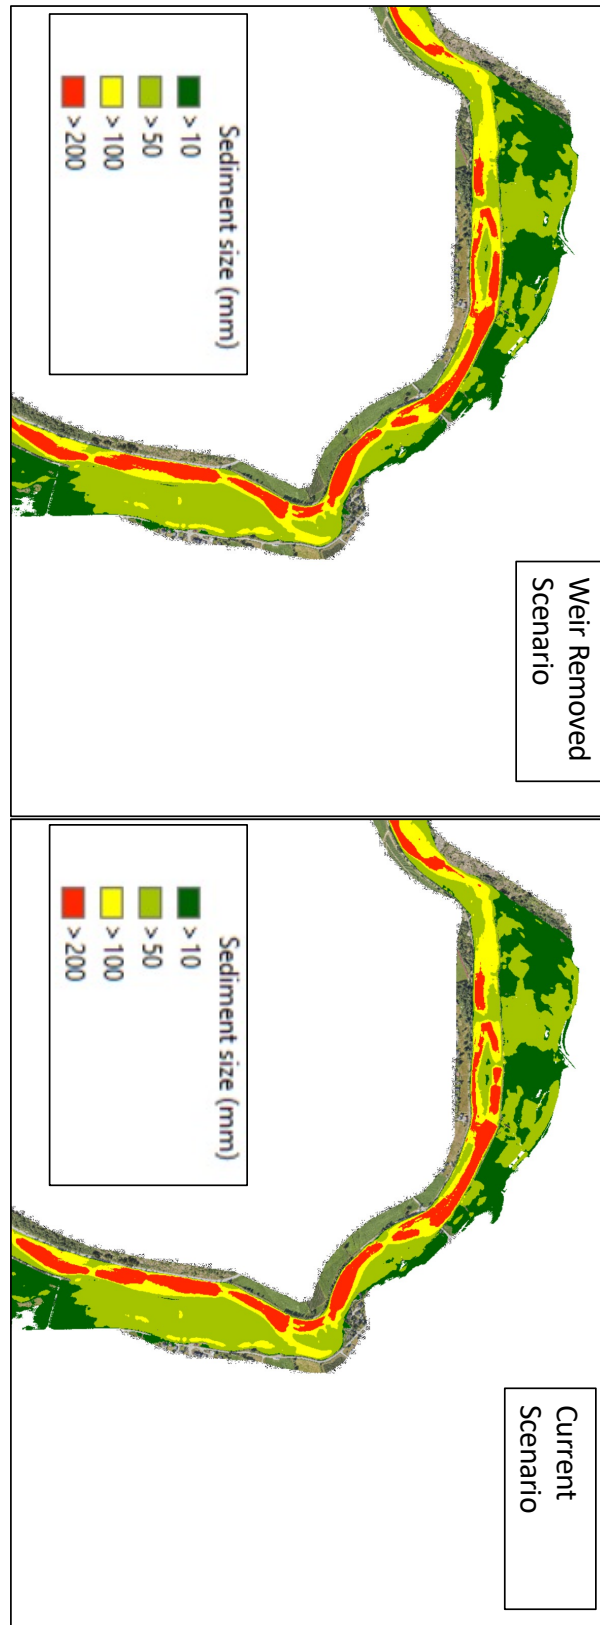 Weir Removed
Scenario
Sediment size (mm)
> 10
> 50
> 100
> 200
Current
Scenario
Sediment size (mm)
> 10
> 50
> 100
> 200